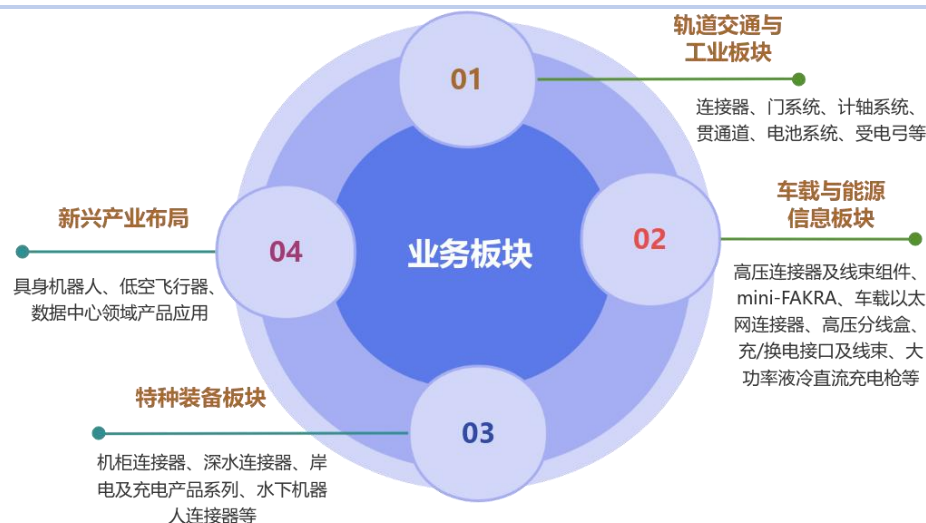 轨道交通与
工业板块
01
连接器、门系统、计轴系统、
贯通道、电池系统、受电弓等
车载与能源
信息板块
02
高压连接器及线束组件、
mini-FAKRA、车载以太
网连接器、高压分线盒、
充/换电接口及线束、大
功率液冷直流充电枪等
业务板块
新兴产业布局
04
具身机器人、低空飞行器、
数据中心领域产品应用
特种装备板块
03
机柜连接器、深水连接器、岸
电及充电产品系列、水下机器
人连接器等